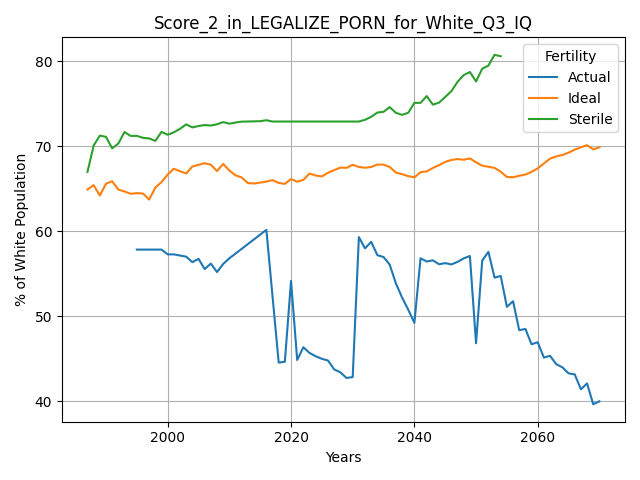 Score_2_in_LEGALIZE_PORN_for_White_Q3_IQ
Fertility
Actual
Ideal
Sterile
% of White Population
80
70
60
50
40
2000 2020 2040 2060
Years